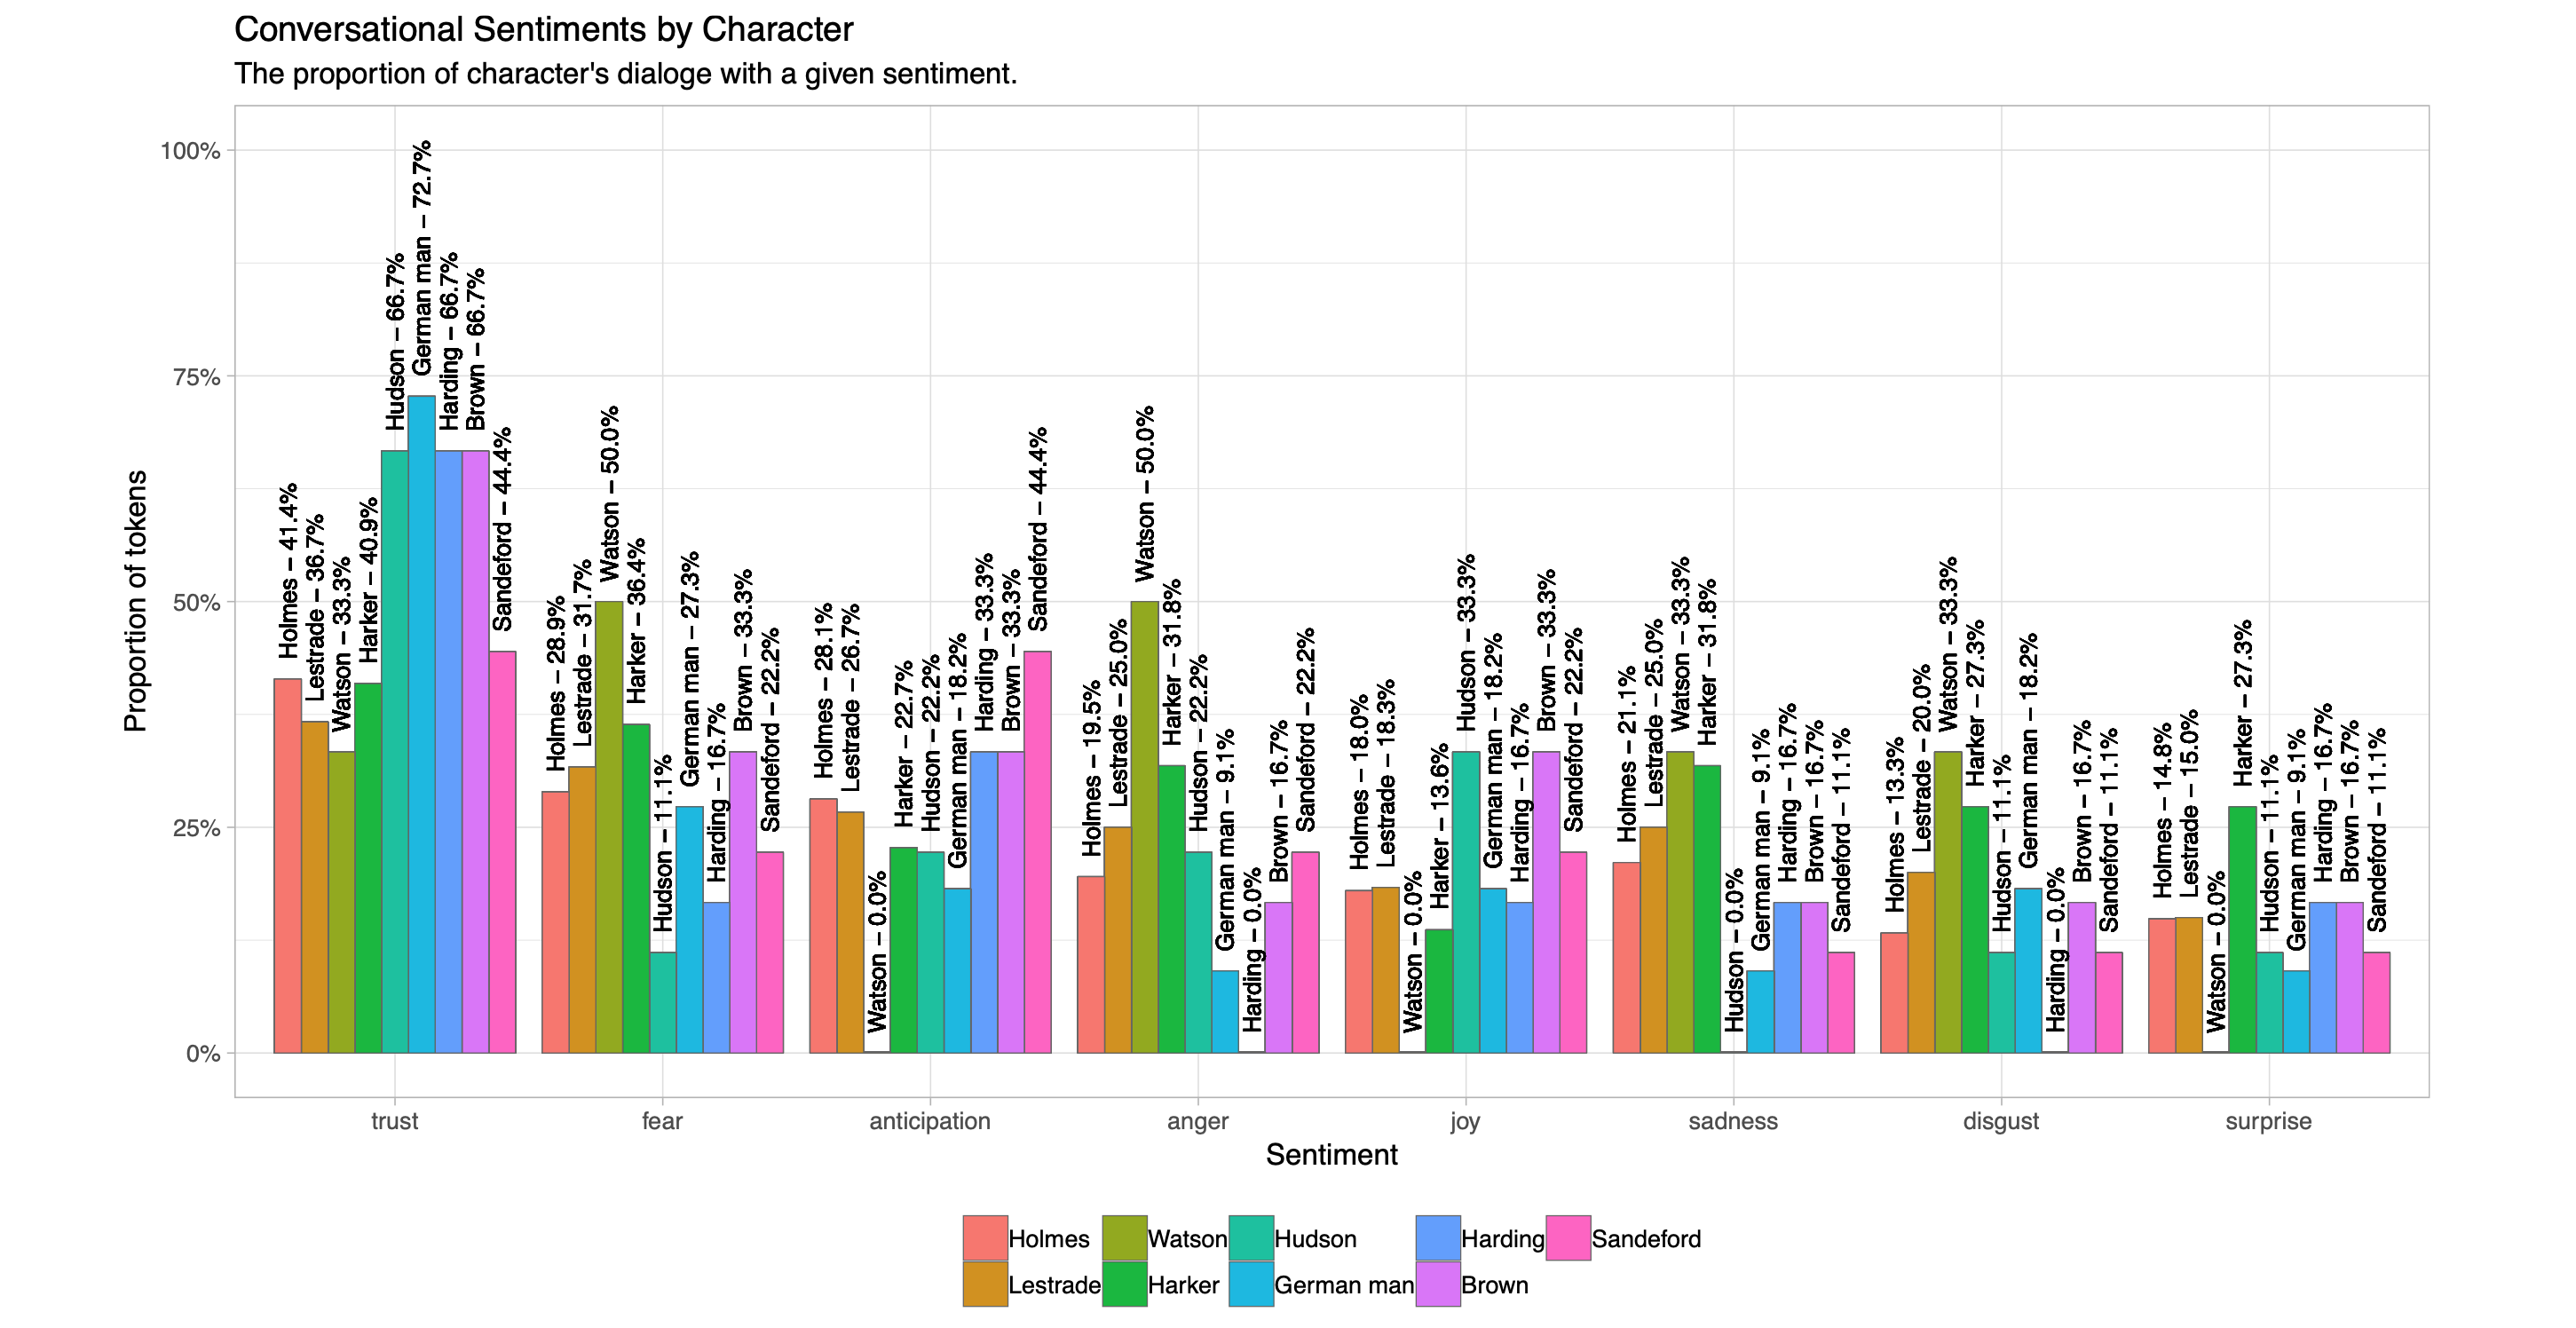 Conversational Sentiments by Character
The proportion of character's dialoge with a given sentiment.
Proportion of tokens
100%
75%
50%
25%
0%
Holmes – 41.4%
Lestrade – 36.7%
Watson – 33.3%
Harker – 40.9%
Hudson – 66.7%
German man – 72.7%
Harding – 66.7%
Brown – 66.7%
Sandeford – 44.4%
Holmes – 28.9%
Lestrade – 31.7%
Watson – 50.0%
Harker – 36.4%
Hudson – 11.1%
German man – 27.3%
Harding – 16.7%
Brown – 33.3%
Sandeford – 22.2%
Holmes – 28.1%
Lestrade – 26.7%
Watson – 0.0%
Harker – 22.7%
Hudson – 22.2%
German man – 18.2%
Harding – 33.3%
Brown – 33.3%
Sandeford – 44.4%
Holmes – 19.5%
Lestrade – 25.0%
Watson – 50.0%
Harker – 31.8%
Hudson – 22.2%
German man – 9.1%
Harding – 0.0%
Brown – 16.7%
Sandeford – 22.2%
Holmes – 18.0%
Lestrade – 18.3%
Watson – 0.0%
Harker – 13.6%
Hudson – 33.3%
German man – 18.2%
Harding – 16.7%
Brown – 33.3%
Sandeford – 22.2%
Holmes – 21.1%
Lestrade – 25.0%
Watson – 33.3%
Harker – 31.8%
Hudson – 0.0%
German man – 9.1%
Harding – 16.7%
Brown – 16.7%
Sandeford – 11.1%
Holmes – 13.3%
Lestrade – 20.0%
Watson – 33.3%
Harker – 27.3%
Hudson – 11.1%
German man – 18.2%
Harding – 0.0%
Brown – 16.7%
Sandeford – 11.1%
Holmes – 14.8%
Lestrade – 15.0%
Watson – 0.0%
Harker – 27.3%
Hudson – 11.1%
German man – 9.1%
Harding – 16.7%
Brown – 16.7%
Sandeford – 11.1%
trust fear anticipation anger joy sadness disgust surprise
Sentiment
Holmes Watson Hudson Harding Sandeford
Lestrade Harker German man Brown